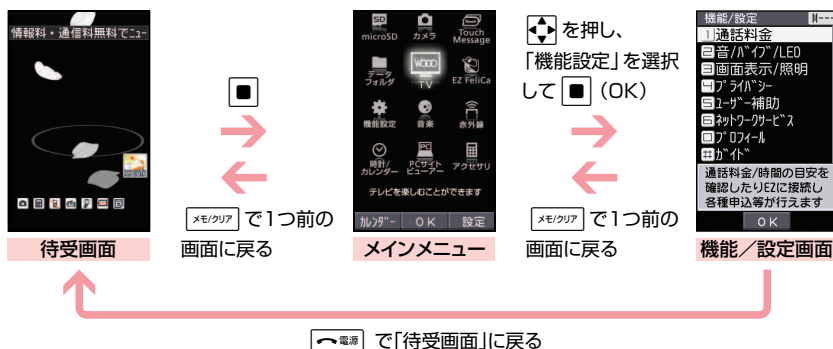 情報料・通信料無料でニュー
待受画面
メモ/クリア で1つ前の
画面に戻る
microSD
カメラ
Touch
Message
データ
フォルダ
TV
EZ FeliCa
機能設定
音楽
赤外線
時計/
カレンダー
PCサイト
ビューアー
アクセサリ
テレビを楽しむことができます
ｶﾚﾝﾀﾞｰ OK 設定
メインメニュー
を押し、
「機能設定」を選択
して (OK)
メモ/クリア で1つ前の
画面に戻る
機能/設定
1通話料金
2音/ﾊﾞｲﾌﾞ/LED
3画面表示/照明
4ﾌﾟﾗｲﾊﾞｼｰ
5ﾕｰｻﾞｰ補助
6ﾈｯﾄﾜｰｸｻｰﾋﾞｽ
0ﾌﾟﾛﾌｨｰﾙ
#ｶﾞｲﾄﾞ
通話料金/時間の目安を
確認したりEZに接続し
各種申込等が行えます
OK
機能／設定画面
電源 で「待受画面」に戻る